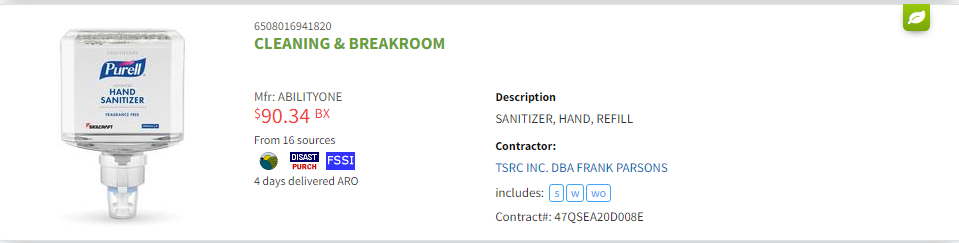 6508016941820
CLEANING & BREAKROOM
HEALTHCARE
Purell
HAND
SANITIZER
FRAGRANCE FREE
SKILCRAFT
Mfr: ABILITYONE
$90.34 BX
From 16 sources
DISAST
PURCH
FSSI
4 days delivered ARO
Description
SANITIZER, HAND, REFILL
Contractor:
TSRC INC. DBA FRANK PARSONS
includes: s w wo
Contract#: 47QSEA20D008E